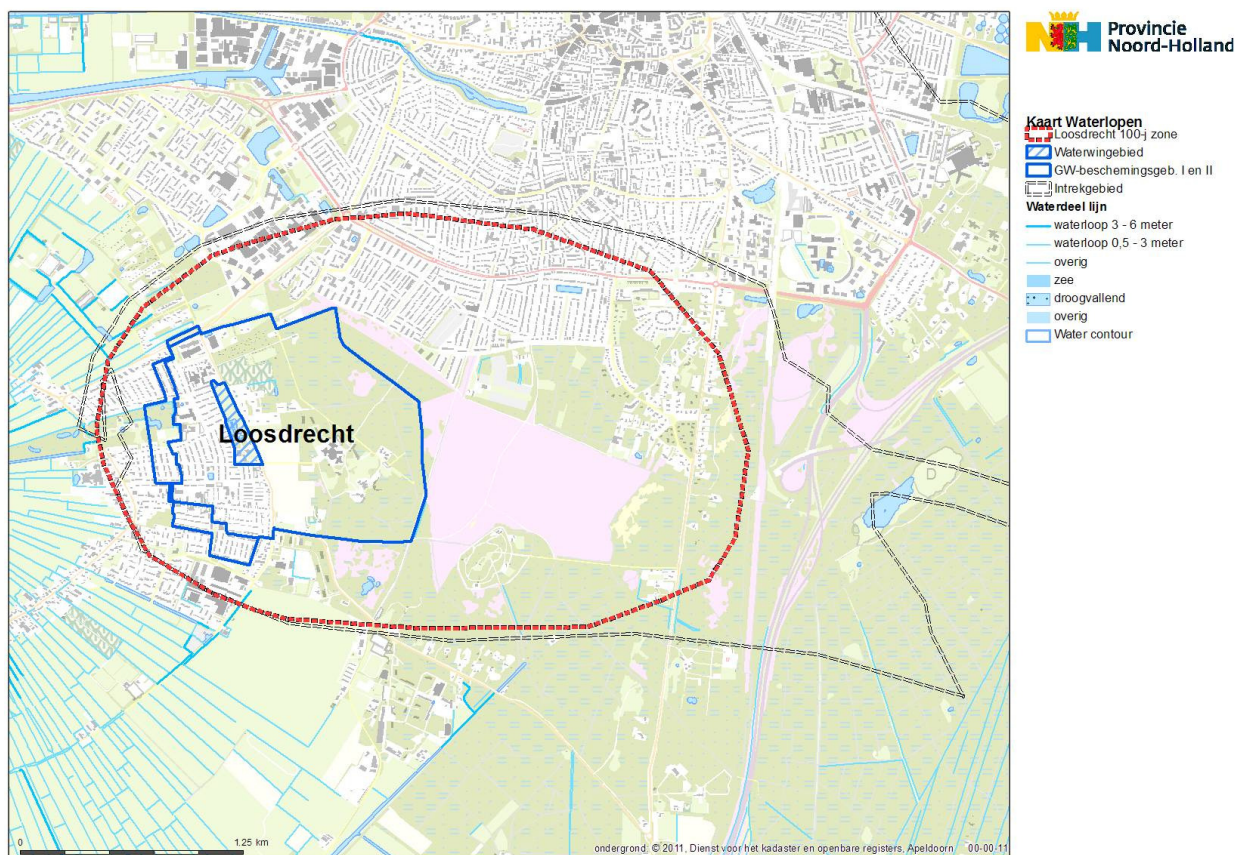 Provincie
Noord-Holland
Kaart Waterlopen
Loosdrecht 100-j zone
Waterwingebied
GW-beschemingsgeb. I en II
Intrekgebied
Waterdeel lijn
waterloop 3 - 6 meter
waterloop 0,5 - 3 meter
overig
zee
droogvallend
overig
Water contour
Loosdrecht
D
0
1.25 km
ondergrond: © 2011, Dienst voor het kadaster en openbare registers, Apeldoorn 00-00-11